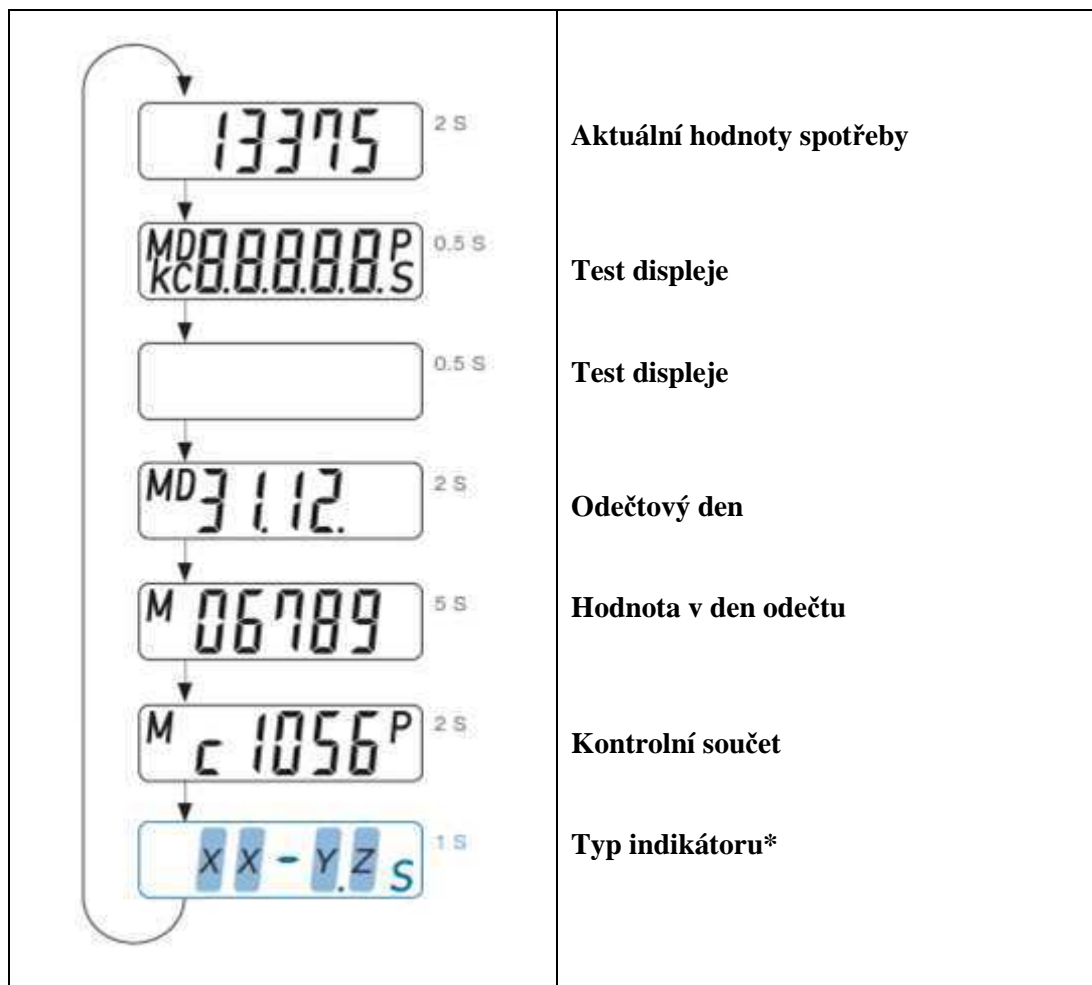 13375 2 S Aktuální hodnoty spotřeby
MD 8.8.8.8.8. P 0.5 S
KC S
Test displeje
0.5 S Test displeje
MD 31.12. 2 S Odečtový den
M 06789 5 S Hodnota v den odečtu
M c 1056 P 2 S Kontrolní součet
X X - Y.Z S 1 S Typ indikátoru*